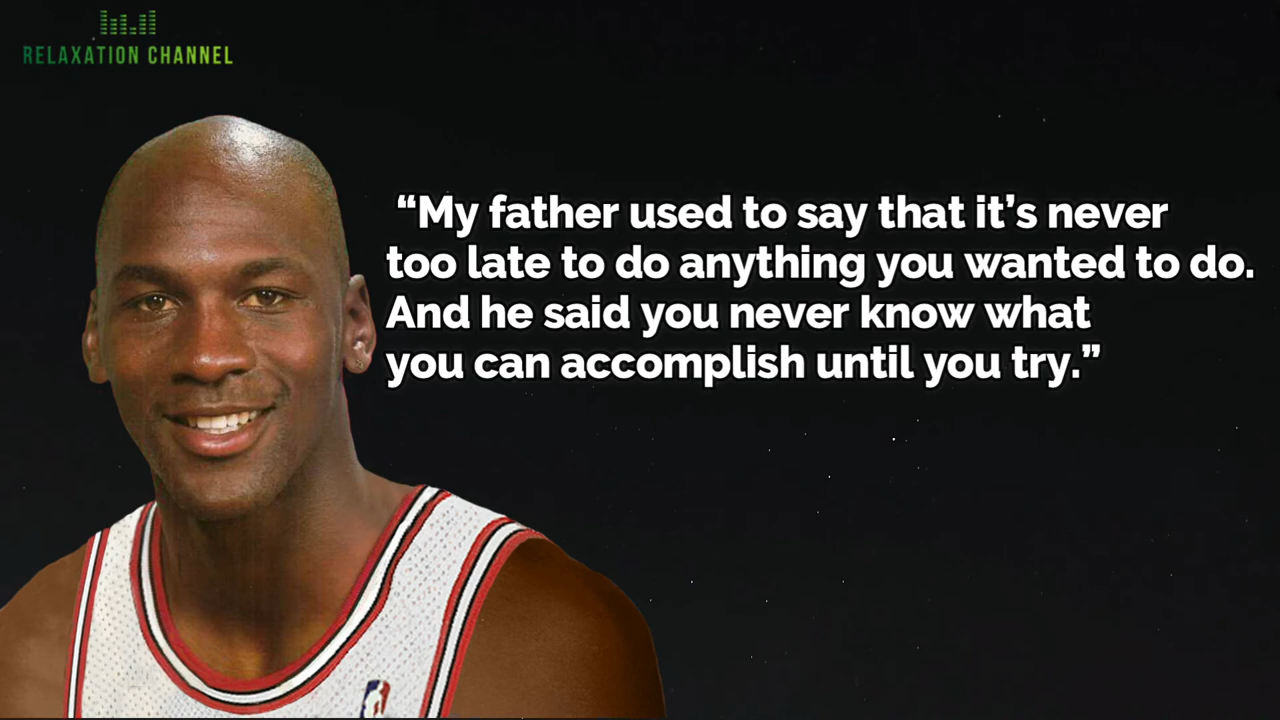 RELAXATION CHANNEL
“My father used to say that it’s never
too late to do anything you wanted to do.
And he said you never know what
you can accomplish until you try.”